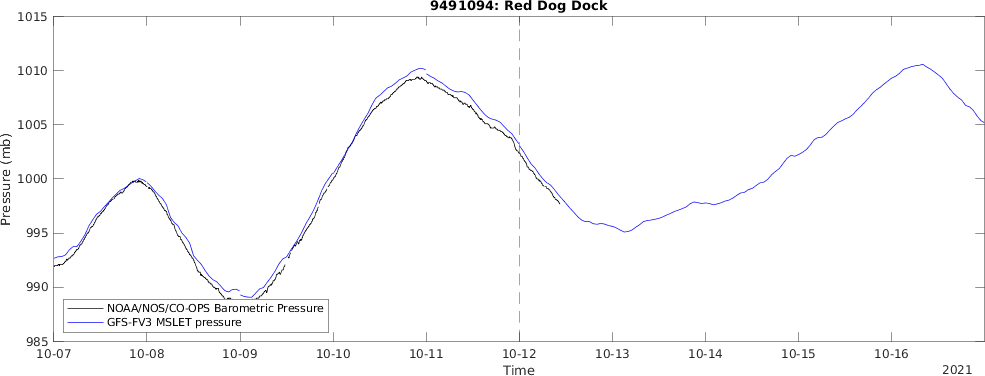 9491094: Red Dog Dock
1015
1010
1005
1000
995
990
985
Pressure (mb)
NOAA/NOS/CO-OPS Barometric Pressure
GFS-FV3 MSLET pressure
10-07 10-08 10-09 10-10 10-11 10-12 10-13 10-14 10-15 10-16
Time
2021